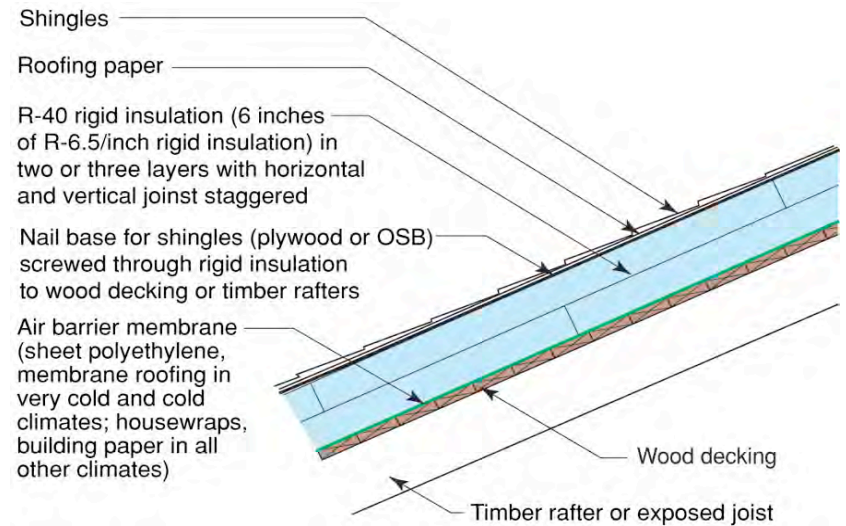 Shingles
Roofing paper
R-40 rigid insulation (6 inches
of R-6.5/inch rigid insulation) in
two or three layers with horizontal
and vertical joinst staggered
Nail base for shingles (plywood or OSB)
screwed through rigid insulation
to wood decking or timber rafters
Air barrier membrane
(sheet polyethylene,
membrane roofing in
very cold and cold
climates; housewraps,
building paper in all
other climates)
Wood decking
Timber rafter or exposed joist